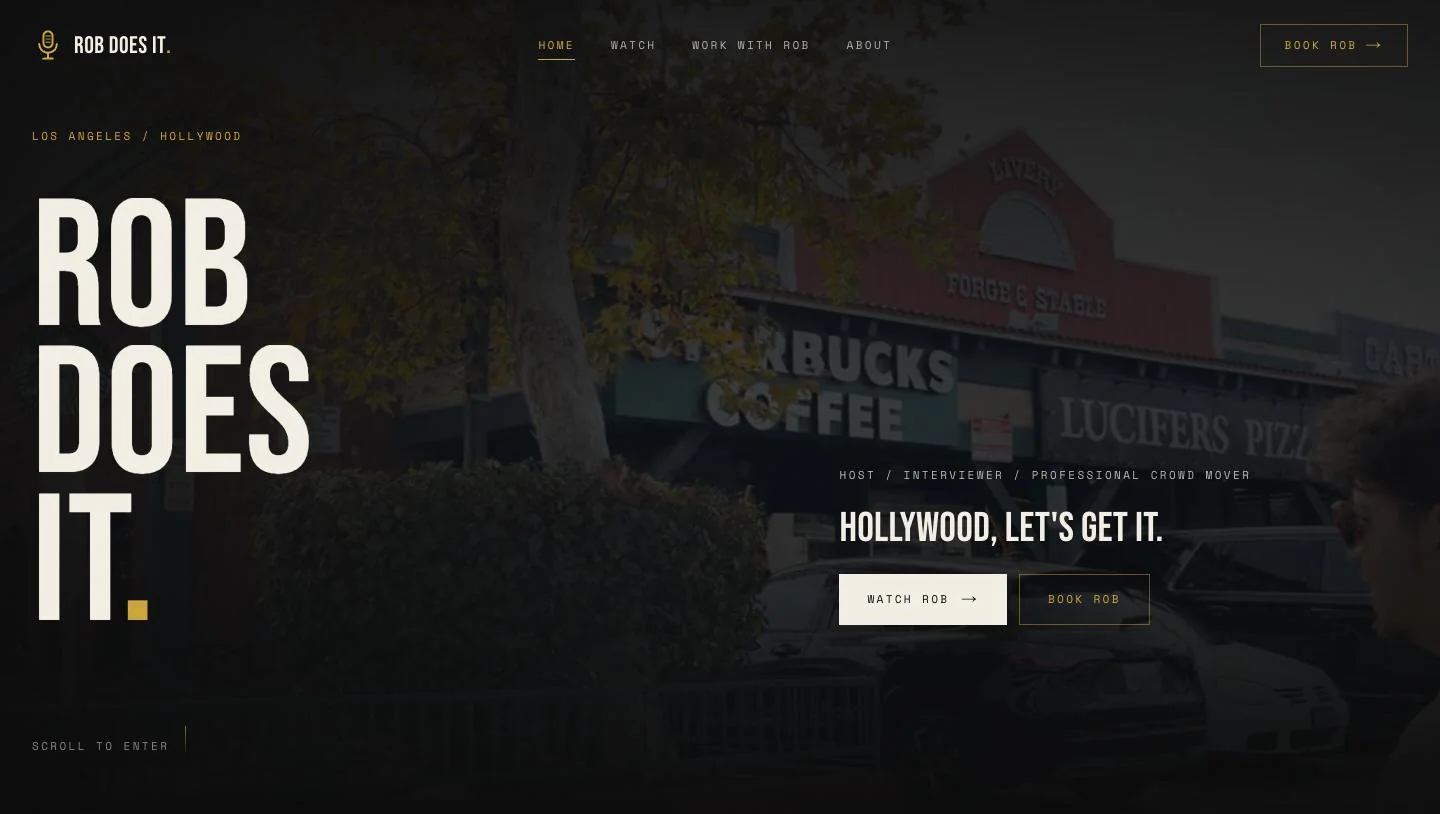 ROB DOES IT.
HOME
WATCH
WORK WITH ROB
ABOUT
BOOK ROB →
LOS ANGELES / HOLLYWOOD
ROB
DOES
IT.
LIVERY
FORGE & STABLE
COFFEE
LUCIFERS
HOST / INTERVIEWER / PROFESSIONAL CROWD MOVER
HOLLYWOOD, LET'S GET IT.
WATCH ROB →
BOOK ROB
SCROLL TO ENTER